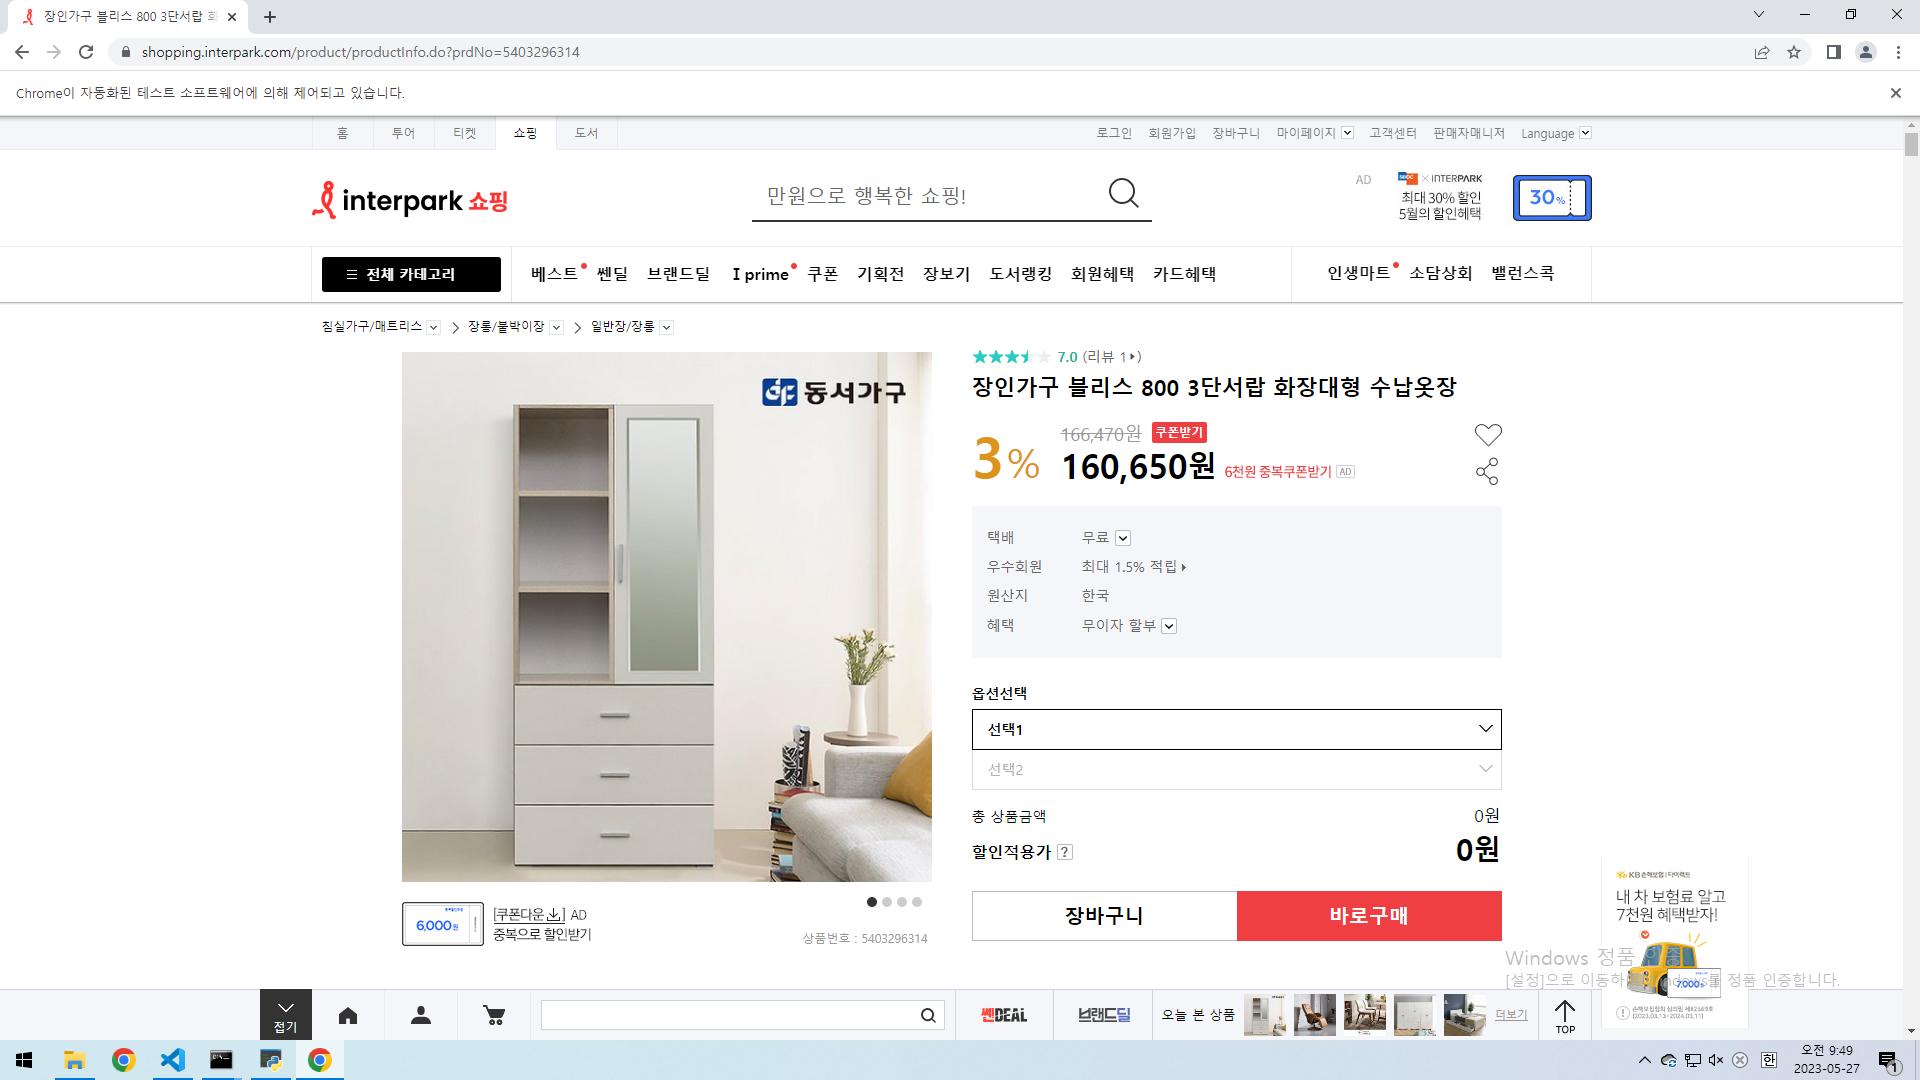 장인가구 블리스 800 3단서랍 화
shopping.interpark.com/product/productInfo.do?prdNo=5403296314
Chrome이 자동화된 테스트 소프트웨어에 의해 제어되고 있습니다.
홈 투어 티켓 쇼핑 도서
로그인 회원가입 장바구니 마이페이지 고객센터 판매자매니저 Language
interpark 쇼핑
만원으로 행복한 쇼핑!
AD
× INTERPARK
최대 30% 할인
5월의 할인혜택
30%
전체 카테고리
베스트 쎈딜 브랜드딜 I prime 쿠폰 기획전 장보기 도서랭킹 회원혜택 카드혜택
인생마트 소담상회 밸런스콕
침실가구/매트리스 > 장롱/붙박이장 > 일반장/장롱
동서가구
7.0 (리뷰 1)
장인가구 블리스 800 3단서랍 화장대형 수납옷장
3%
166,470원 쿠폰받기
160,650원 6천원 중복쿠폰받기 AD
택배 무료
우수회원 최대 1.5% 적립
원산지 한국
혜택 무이자 할부
옵션선택
선택1
선택2
총 상품금액 0원
할인적용가 ? 0원
장바구니 바로구매
6,000원
[쿠폰다운] AD
중복으로 할인받기
상품번호 : 5403296314
KB손해보험 | 다이렉트
내 차 보험료 알고
7천원 혜택받자!
7,000원
Windows 정품
[설정]으로 이동하
정품 인증합니다.
접기
쎈DEAL
브랜드딜
오늘 본 상품
더보기
TOP
한
오전 9:49
2023-05-27
1